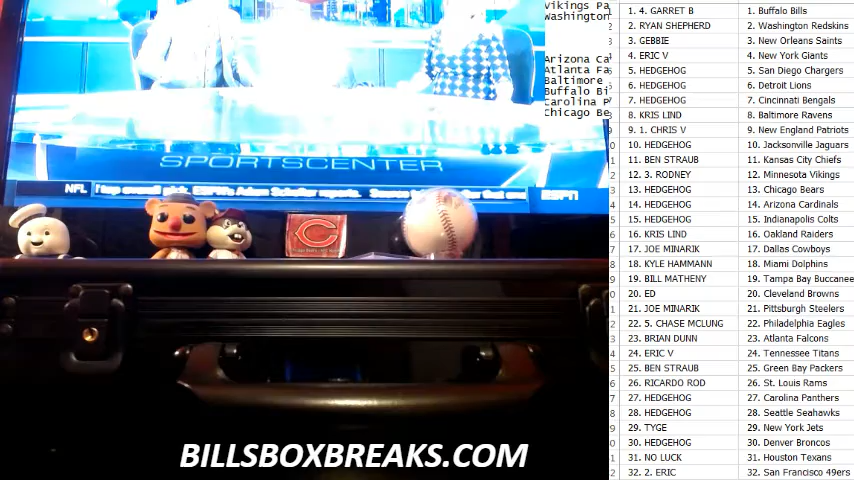 Vikings Pa
Washington
Arizona Ca
Atlanta Fa
Baltimore
Buffalo Bi
Carolina P
Chicago Be
SPORTSCENTER
NFL
top overall pick, ESPN's Adam Schefter reports.
ESPN
C
BILLSBOXBREAKS.COM
1. 4. GARRET B 1. Buffalo Bills
2. RYAN SHEPHERD 2. Washington Redskins
3. GEBBIE 3. New Orleans Saints
4. ERIC V 4. New York Giants
5. HEDGEHOG 5. San Diego Chargers
6. HEDGEHOG 6. Detroit Lions
7. HEDGEHOG 7. Cincinnati Bengals
8. KRIS LIND 8. Baltimore Ravens
9. 1. CHRIS V 9. New England Patriots
10. HEDGEHOG 10. Jacksonville Jaguars
11. BEN STRAUB 11. Kansas City Chiefs
12. 3. RODNEY 12. Minnesota Vikings
13. HEDGEHOG 13. Chicago Bears
14. HEDGEHOG 14. Arizona Cardinals
15. HEDGEHOG 15. Indianapolis Colts
16. KRIS LIND 16. Oakland Raiders
17. JOE MINARIK 17. Dallas Cowboys
18. KYLE HAMMANN 18. Miami Dolphins
19. BILL MATHENY 19. Tampa Bay Buccanee
20. ED 20. Cleveland Browns
21. JOE MINARIK 21. Pittsburgh Steelers
22. 5. CHASE MCLUNG 22. Philadelphia Eagles
23. BRIAN DUNN 23. Atlanta Falcons
24. ERIC V 24. Tennessee Titans
25. BEN STRAUB 25. Green Bay Packers
26. RICARDO ROD 26. St. Louis Rams
27. HEDGEHOG 27. Carolina Panthers
28. HEDGEHOG 28. Seattle Seahawks
29. TYGE 29. New York Jets
30. HEDGEHOG 30. Denver Broncos
31. NO LUCK 31. Houston Texans
32. 2. ERIC 32. San Francisco 49ers